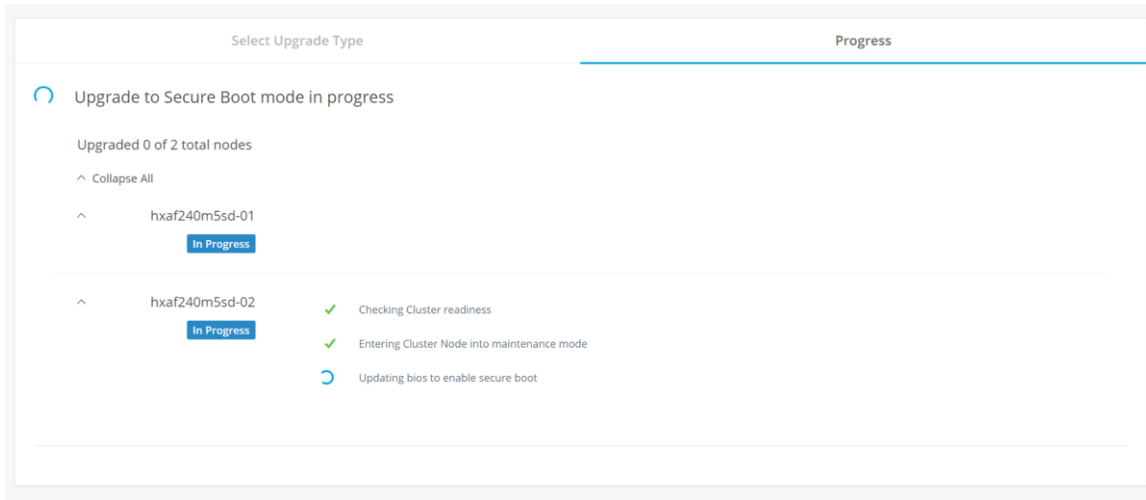 Select Upgrade Type
Progress
Upgrade to Secure Boot mode in progress
Upgraded 0 of 2 total nodes
Collapse All
hxaf240m5sd-01
In Progress
hxaf240m5sd-02
In Progress
Checking Cluster readiness
Entering Cluster Node into maintenance mode
Updating bios to enable secure boot